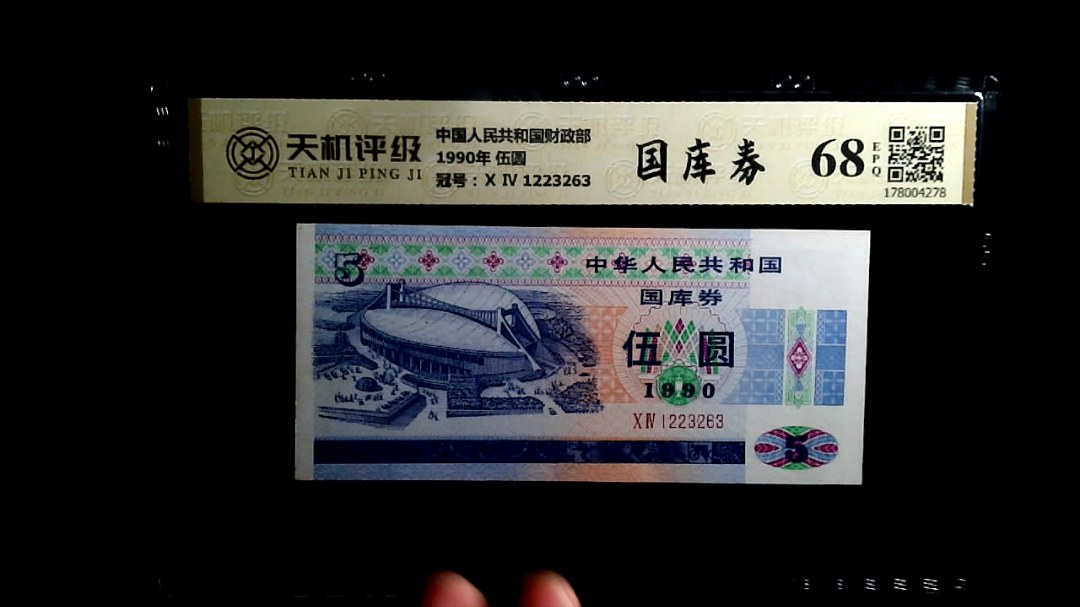 天机评级
TIAN JI PING JI
中国人民共和国财政部
1990年 伍圆
冠号：X Ⅳ 1223263
国库券
68
EPQ
178004278
5
中华人民共和国
国库券
伍圆
1990
XⅣ1223263
5